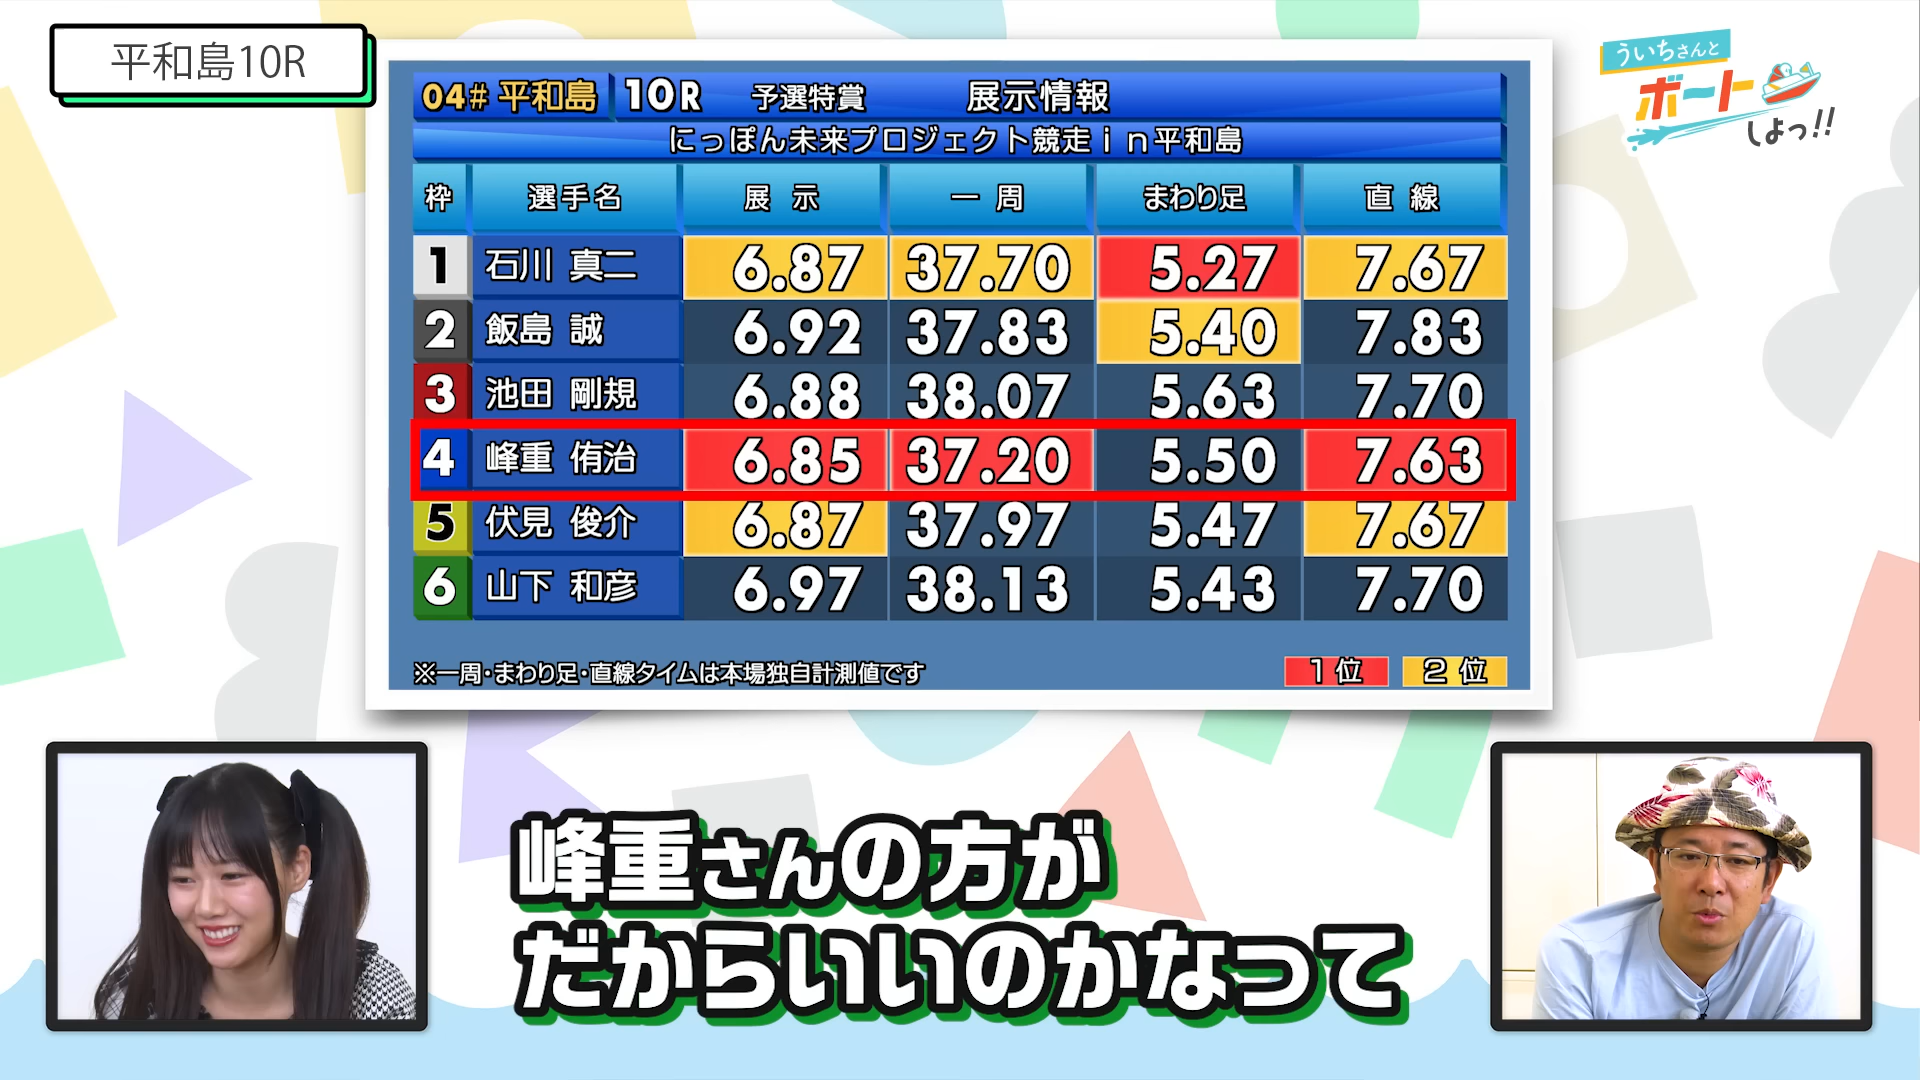 平和島10R
ういちさんと
ボート
しよっ!!
04# 平和島 10R 予選特賞 展示情報
にっぽん未来プロジェクト競走in平和島
枠 選手名 展示 一周 まわり足 直線
1 石川 真二 6.87 37.70 5.27 7.67
2 飯島 誠 6.92 37.83 5.40 7.83
3 池田 剛規 6.88 38.07 5.63 7.70
4 峰重 侑治 6.85 37.20 5.50 7.63
5 伏見 俊介 6.87 37.97 5.47 7.67
6 山下 和彦 6.97 38.13 5.43 7.70
※一周・まわり足・直線タイムは本場独自計測値です
1位 2位
峰重さんの方が
だからいいのかなって